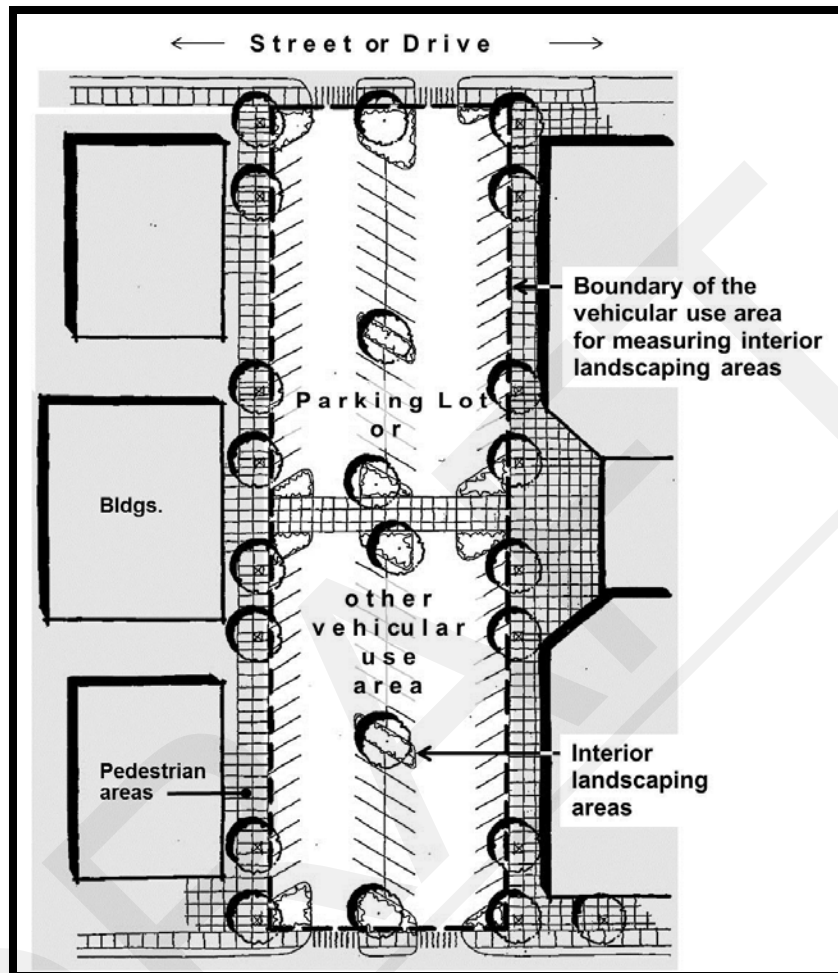 Street or Drive
Boundary of the
vehicular use area
for measuring interior
landscaping areas
Parking Lot
or
Bldgs.
other
vehicular
use
area
Pedestrian
areas
Interior
landscaping
areas
DRAFT